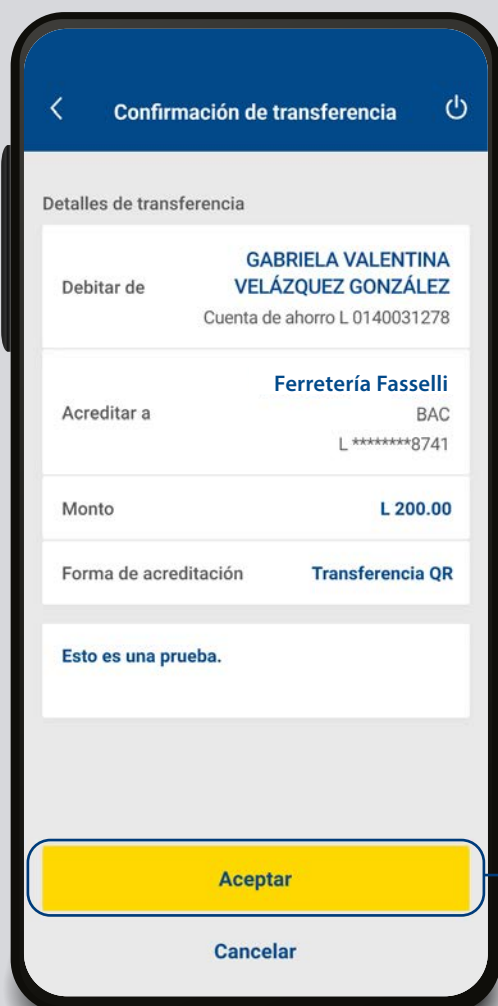 Confirmación de transferencia
Detalles de transferencia
Debitar de
GABRIELA VALENTINA
VELÁZQUEZ GONZÁLEZ
Cuenta de ahorro L 0140031278
Acreditar a
Ferretería Fasselli
BAC
L ********8741
Monto
L 200.00
Forma de acreditación
Transferencia QR
Esto es una prueba.
Aceptar
Cancelar